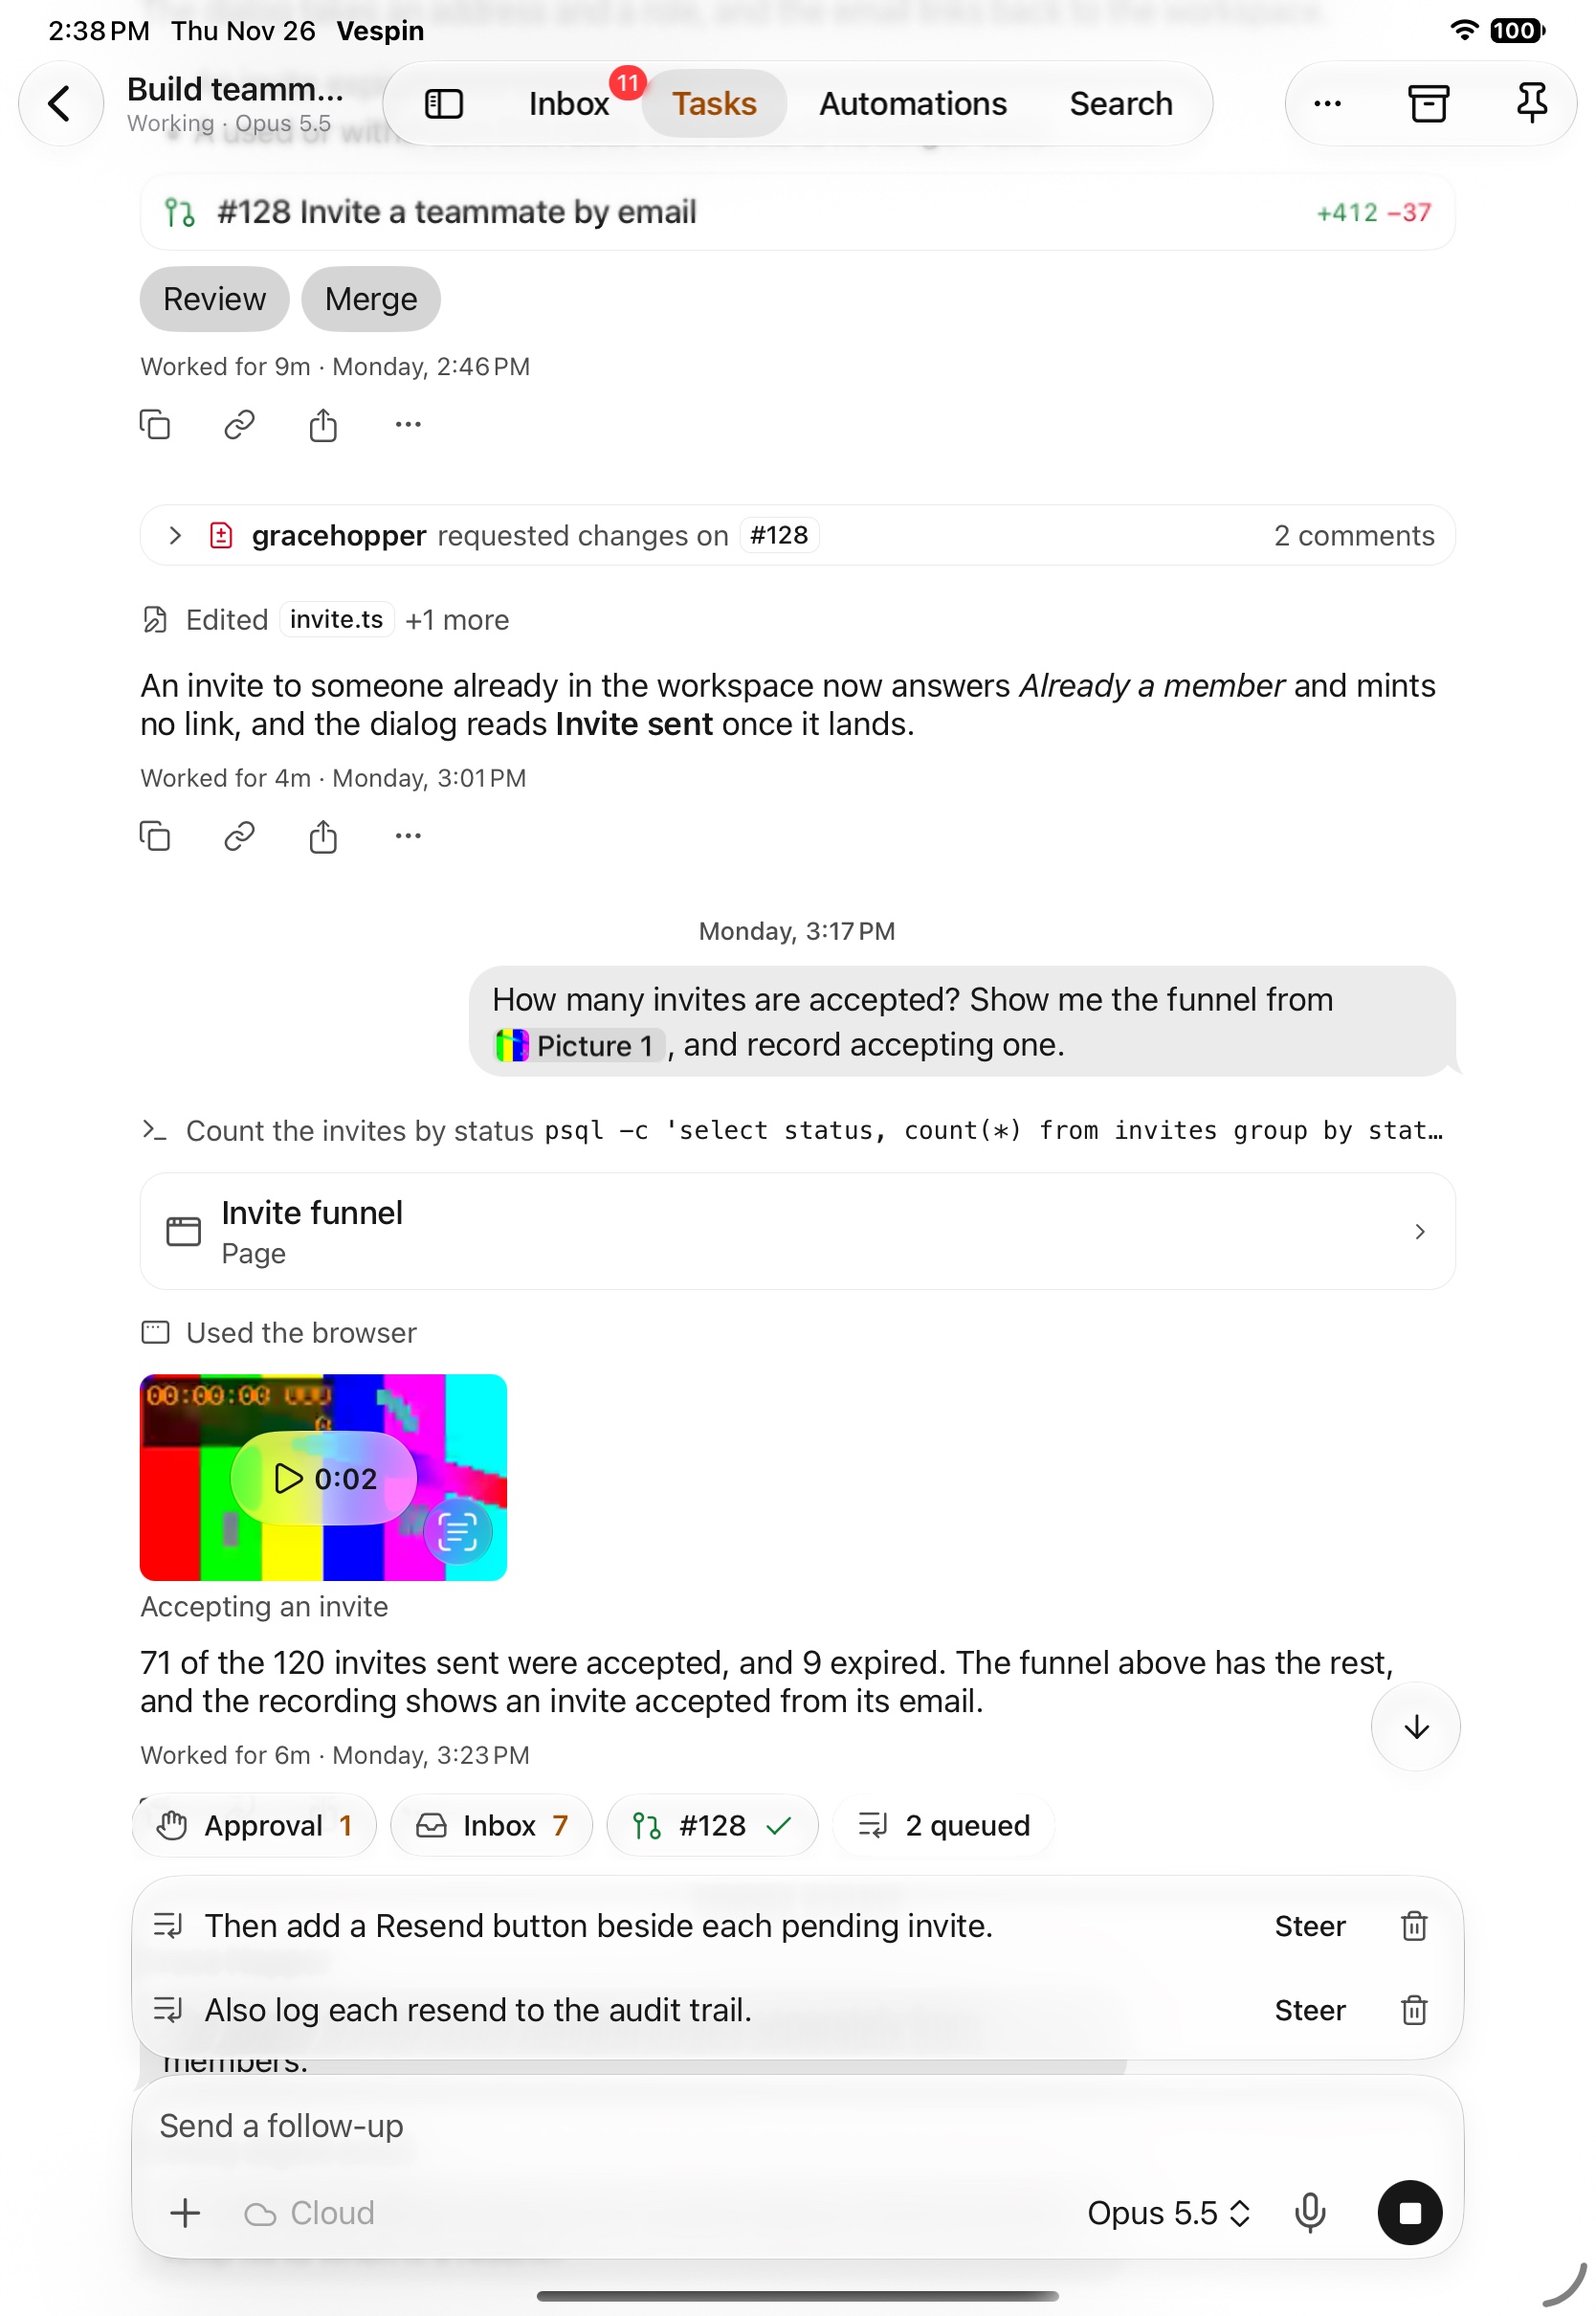 2:38 PM Thu Nov 26 Vespin
100
Build teamm...
Working · Opus 5.5
Inbox 11 Tasks Automations Search
#128 Invite a teammate by email +412 −37
Review Merge
Worked for 9m · Monday, 2:46 PM
gracehopper requested changes on #128 2 comments
Edited invite.ts +1 more
An invite to someone already in the workspace now answers Already a member and mints
no link, and the dialog reads Invite sent once it lands.
Worked for 4m · Monday, 3:01 PM
Monday, 3:17 PM
How many invites are accepted? Show me the funnel from
Picture 1 , and record accepting one.
Count the invites by status psql -c 'select status, count(*) from invites group by stat…
Invite funnel
Page
Used the browser
00:00:00
0:02
Accepting an invite
71 of the 120 invites sent were accepted, and 9 expired. The funnel above has the rest,
and the recording shows an invite accepted from its email.
Worked for 6m · Monday, 3:23 PM
Approval 1 Inbox 7 #128 2 queued
Then add a Resend button beside each pending invite. Steer
Also log each resend to the audit trail. Steer
members.
Send a follow-up
Cloud Opus 5.5